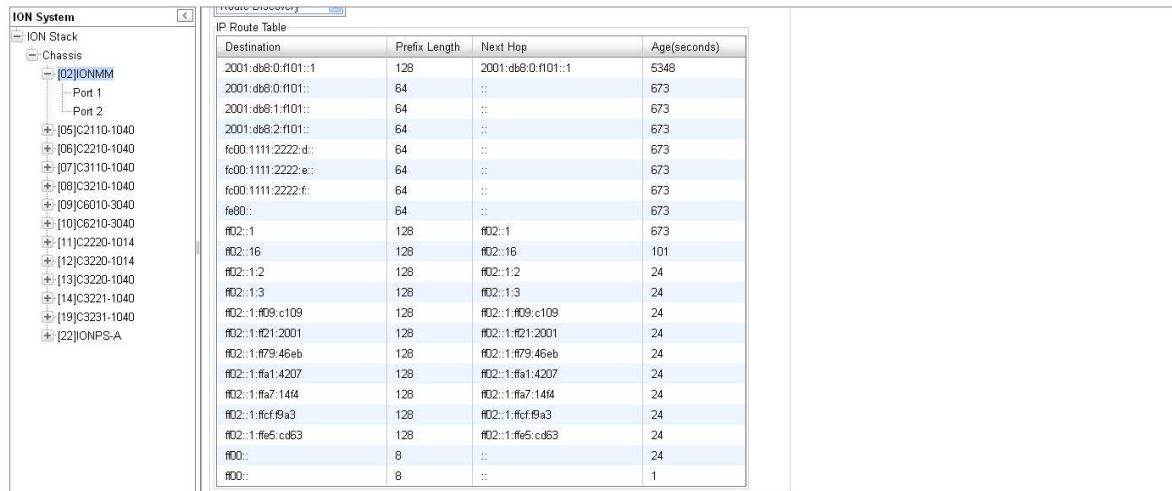 ION System
ION Stack
Chassis
[02]IONMM
Port 1
Port 2
[05]C2110-1040
[06]C2210-1040
[07]C3110-1040
[08]C3210-1040
[09]C6010-3040
[10]C6210-3040
[11]C2220-1014
[12]C3220-1014
[13]C3220-1040
[14]C3221-1040
[19]C3231-1040
[22]IONPS-A
Route Discovery
IP Route Table
Destination Prefix Length Next Hop Age(seconds)
2001:db8:0:f101::1 128 2001:db8:0:f101::1 5348
2001:db8:0:f101:: 64 :: 673
2001:db8:1:f101:: 64 :: 673
2001:db8:2:f101:: 64 :: 673
fc00:1111:2222:d:: 64 :: 673
fc00:1111:2222:e:: 64 :: 673
fc00:1111:2222:f:: 64 :: 673
fe80:: 64 :: 673
ff02::1 128 ff02::1 673
ff02::16 128 ff02::16 101
ff02::1:2 128 ff02::1:2 24
ff02::1:3 128 ff02::1:3 24
ff02::1:ff09:c109 128 ff02::1:ff09:c109 24
ff02::1:ff21:2001 128 ff02::1:ff21:2001 24
ff02::1:ff79:46eb 128 ff02::1:ff79:46eb 24
ff02::1:ffa1:4207 128 ff02::1:ffa1:4207 24
ff02::1:ffa7:14f4 128 ff02::1:ffa7:14f4 24
ff02::1:ffcf:f9a3 128 ff02::1:ffcf:f9a3 24
ff02::1:ffe5:cd63 128 ff02::1:ffe5:cd63 24
ff00:: 8 :: 24
ff00:: 8 :: 1